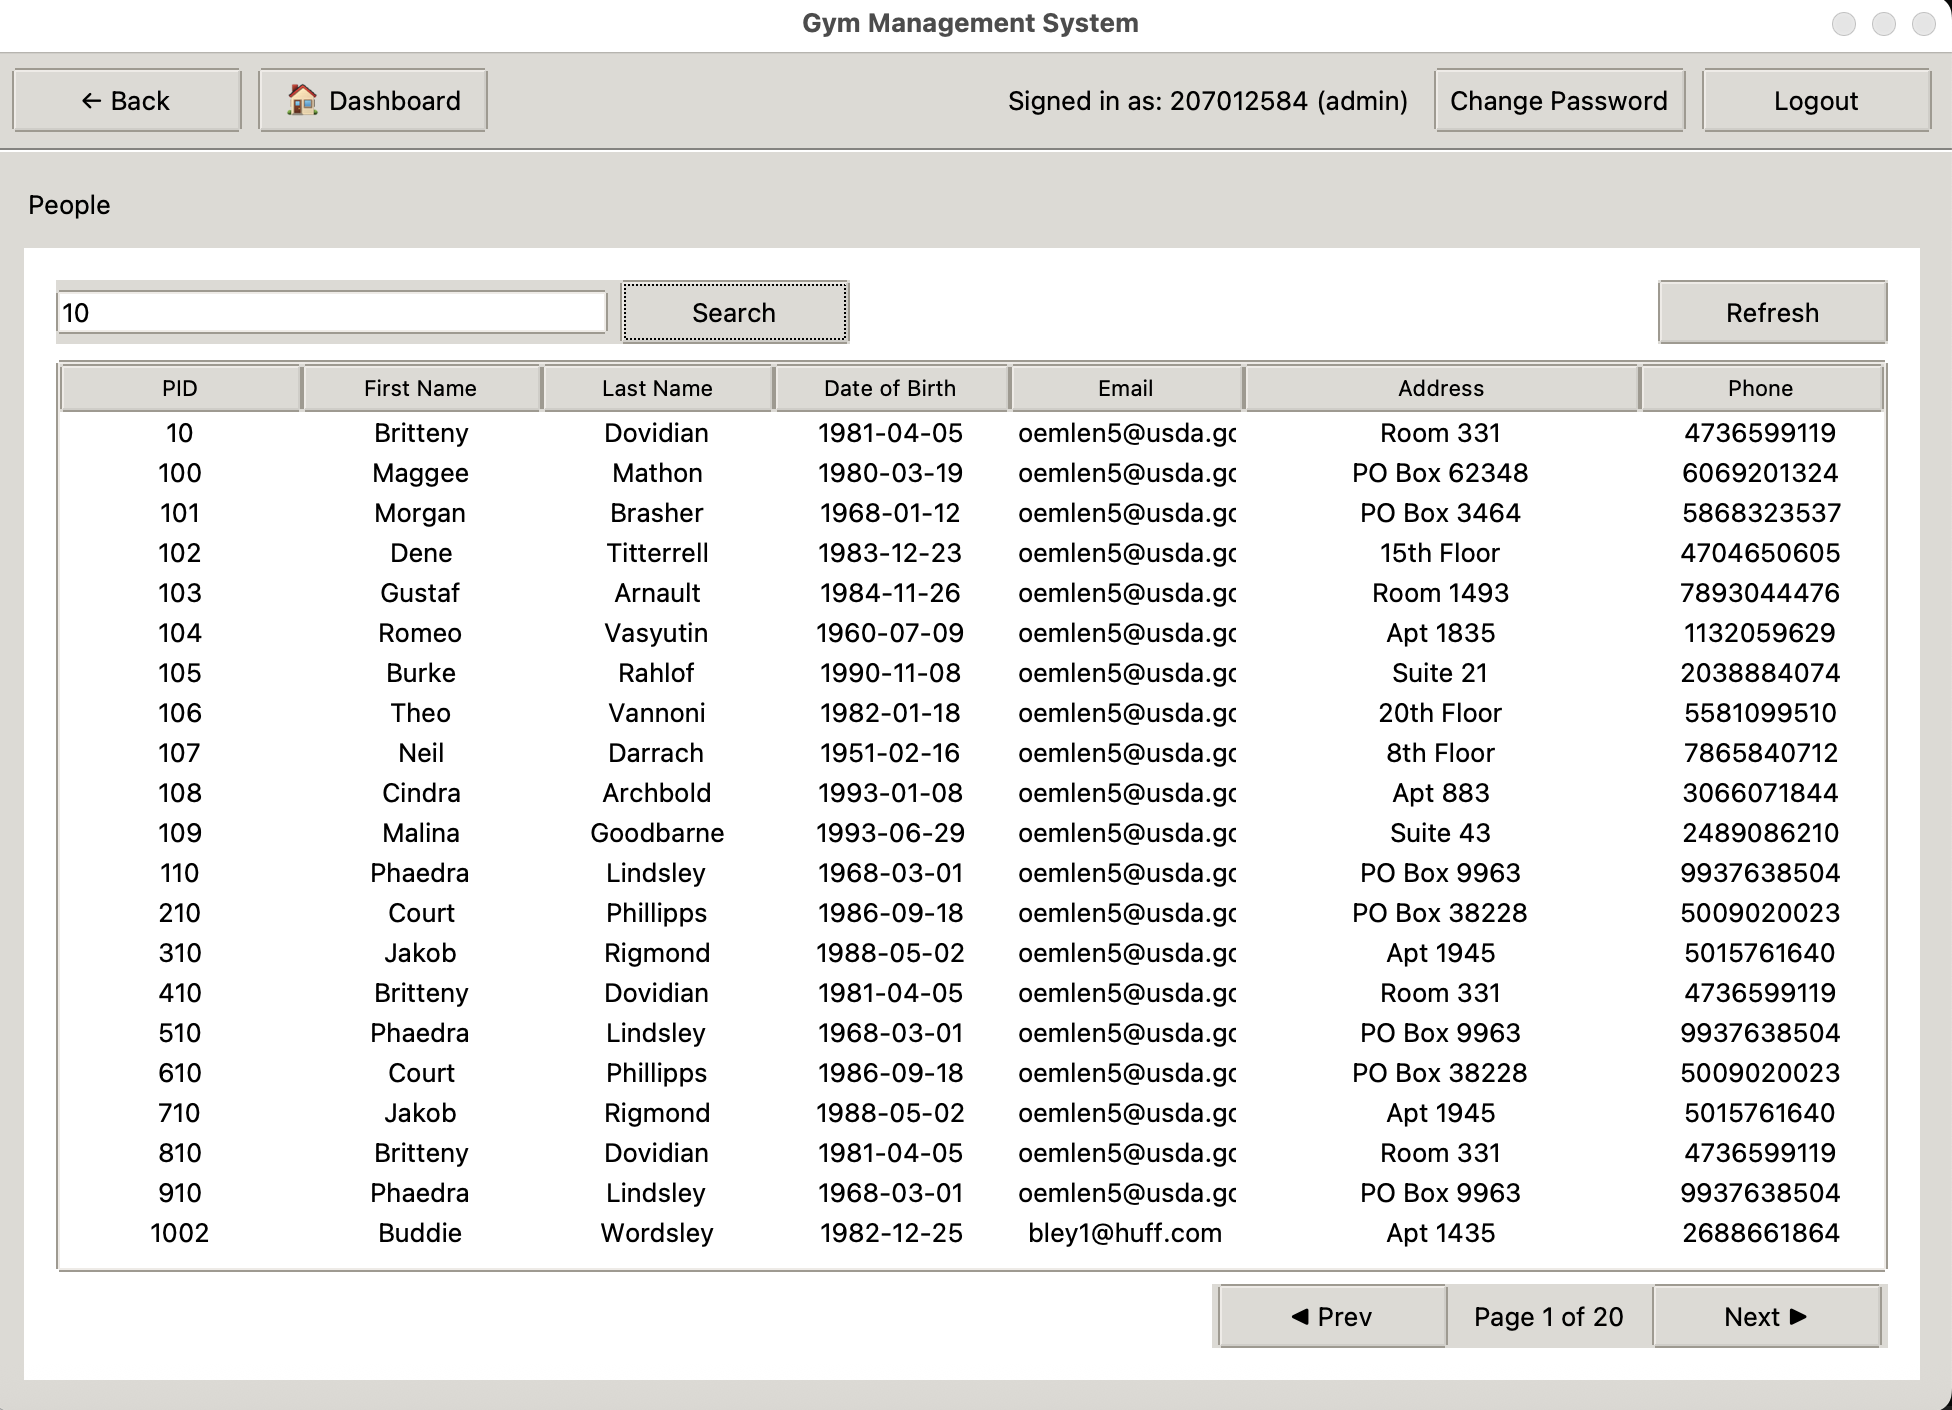 Gym Management System
← Back Dashboard Signed in as: 207012584 (admin) Change Password Logout
People
10 Search Refresh
PID First Name Last Name Date of Birth Email Address Phone
10 Britteny Dovidian 1981-04-05 oemlen5@usda.gc Room 331 4736599119
100 Maggee Mathon 1980-03-19 oemlen5@usda.gc PO Box 62348 6069201324
101 Morgan Brasher 1968-01-12 oemlen5@usda.gc PO Box 3464 5868323537
102 Dene Titterrell 1983-12-23 oemlen5@usda.gc 15th Floor 4704650605
103 Gustaf Arnault 1984-11-26 oemlen5@usda.gc Room 1493 7893044476
104 Romeo Vasyutin 1960-07-09 oemlen5@usda.gc Apt 1835 1132059629
105 Burke Rahlof 1990-11-08 oemlen5@usda.gc Suite 21 2038884074
106 Theo Vannoni 1982-01-18 oemlen5@usda.gc 20th Floor 5581099510
107 Neil Darrach 1951-02-16 oemlen5@usda.gc 8th Floor 7865840712
108 Cindra Archbold 1993-01-08 oemlen5@usda.gc Apt 883 3066071844
109 Malina Goodbarne 1993-06-29 oemlen5@usda.gc Suite 43 2489086210
110 Phaedra Lindsley 1968-03-01 oemlen5@usda.gc PO Box 9963 9937638504
210 Court Phillipps 1986-09-18 oemlen5@usda.gc PO Box 38228 5009020023
310 Jakob Rigmond 1988-05-02 oemlen5@usda.gc Apt 1945 5015761640
410 Britteny Dovidian 1981-04-05 oemlen5@usda.gc Room 331 4736599119
510 Phaedra Lindsley 1968-03-01 oemlen5@usda.gc PO Box 9963 9937638504
610 Court Phillipps 1986-09-18 oemlen5@usda.gc PO Box 38228 5009020023
710 Jakob Rigmond 1988-05-02 oemlen5@usda.gc Apt 1945 5015761640
810 Britteny Dovidian 1981-04-05 oemlen5@usda.gc Room 331 4736599119
910 Phaedra Lindsley 1968-03-01 oemlen5@usda.gc PO Box 9963 9937638504
1002 Buddie Wordsley 1982-12-25 bley1@huff.com Apt 1435 2688661864
◀ Prev Page 1 of 20 Next ▶